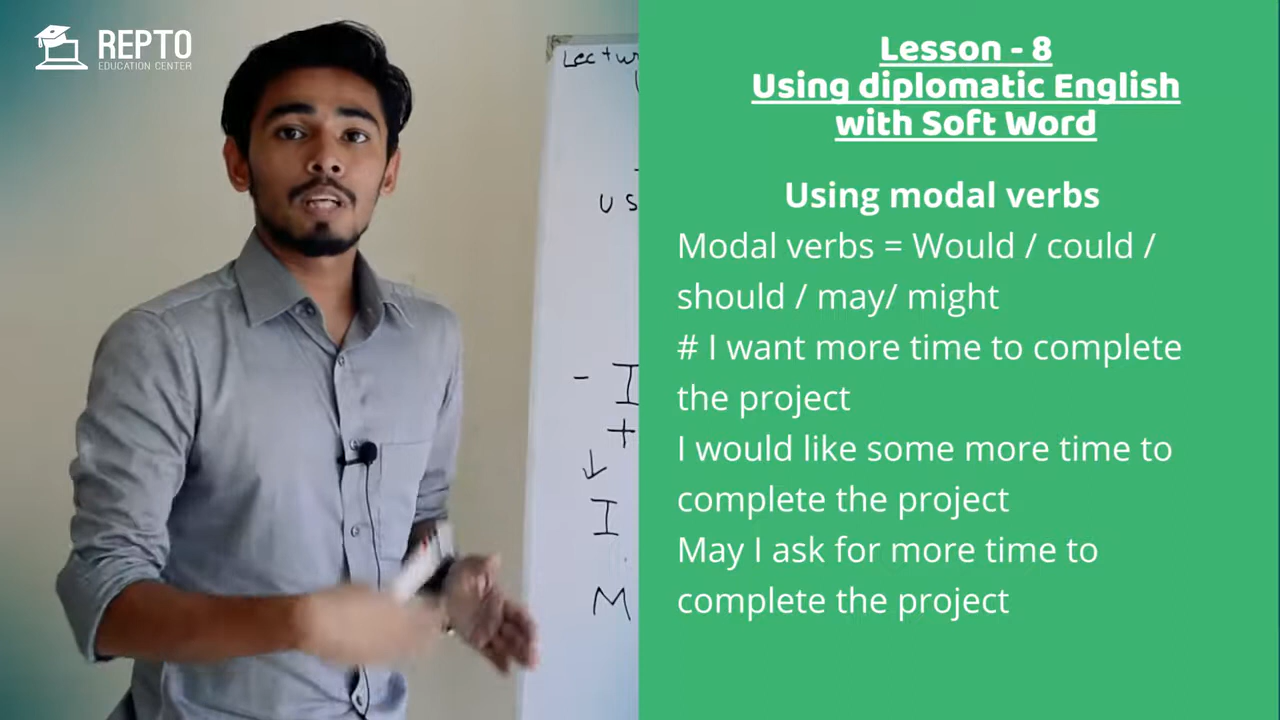 REPTO
EDUCATION CENTER
Lectur
US
- I
+
↓
I
M
Lesson - 8
Using diplomatic English
with Soft Word
Using modal verbs
Modal verbs = Would / could /
should / may/ might
# I want more time to complete
the project
I would like some more time to
complete the project
May I ask for more time to
complete the project